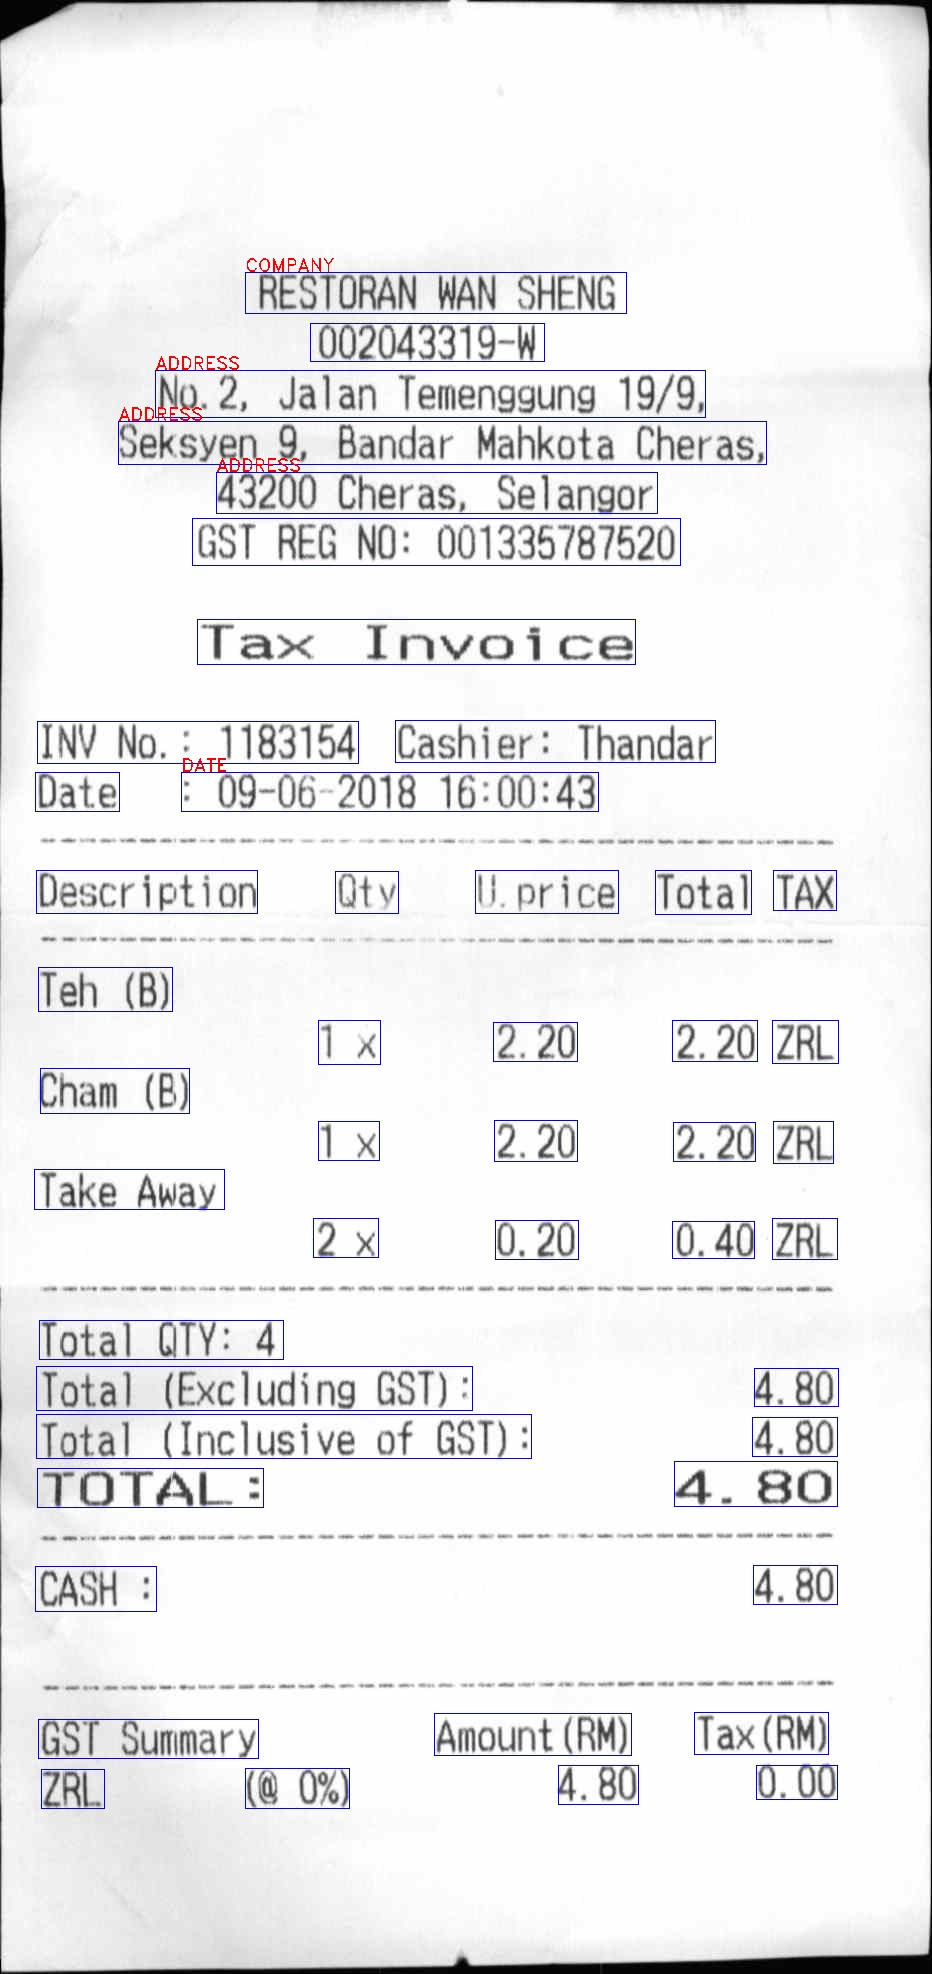 COMPANY
RESTORAN WAN SHENG
002043319-W
ADDRESS
No.2, Jalan Temenggung 19/9,
ADDRESS
Seksyen 9, Bandar Mahkota Cheras,
ADDRESS
43200 Cheras, Selangor
GST REG NO: 001335787520
Tax Invoice
INV No.: 1183154 Cashier: Thandar
DATE
Date : 09-06-2018 16:00:43
Description Qty U.price Total TAX
Teh (B)
1 x 2.20 2.20 ZRL
Cham (B)
1 x 2.20 2.20 ZRL
Take Away
2 x 0.20 0.40 ZRL
Total QTY: 4
Total (Excluding GST): 4.80
Total (Inclusive of GST): 4.80
TOTAL: 4.80
CASH : 4.80
GST Summary Amount(RM) Tax(RM)
ZRL (@ 0%) 4.80 0.00